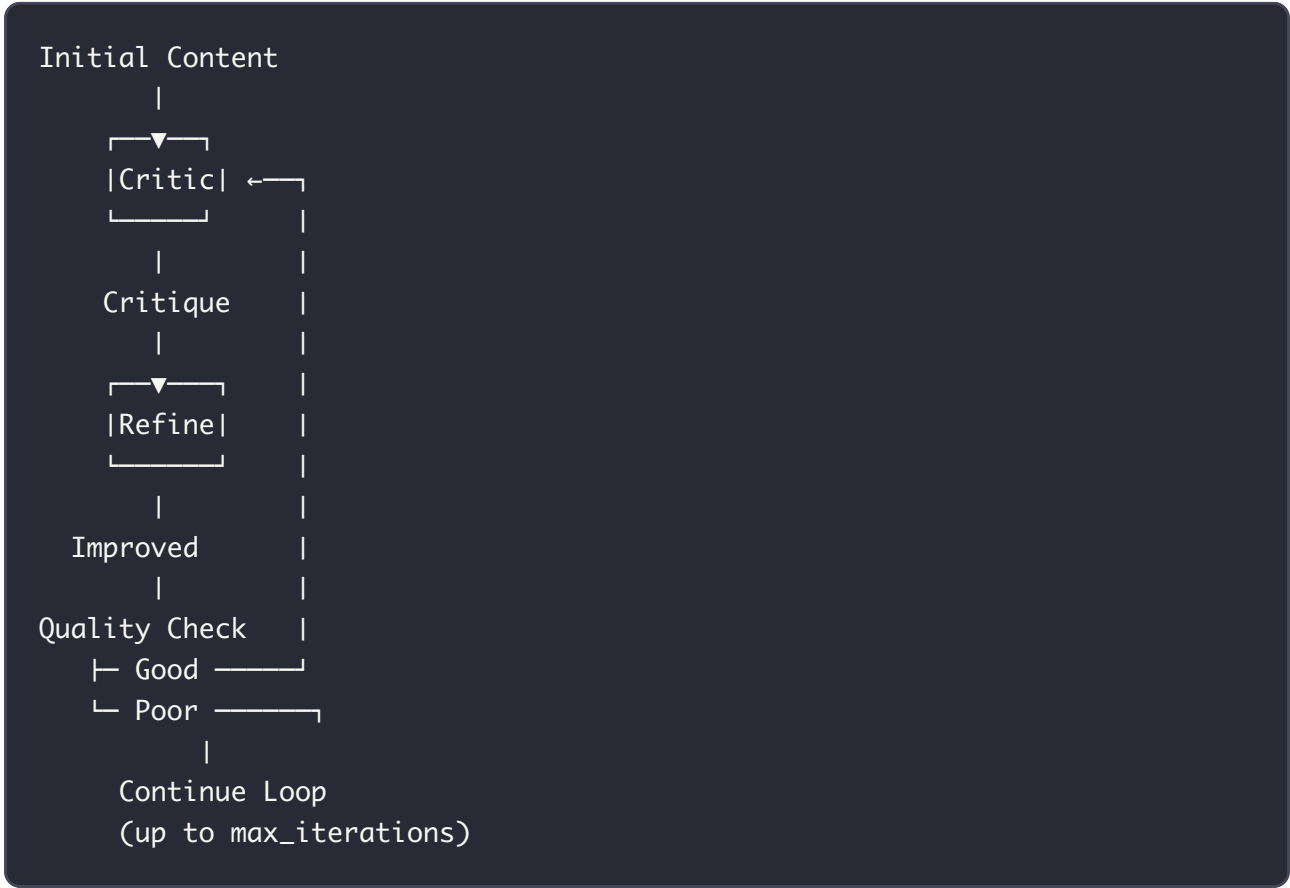 Initial Content
|
┌──▼──┐
|Critic| ←──┐
└─────┘ |
| |
Critique |
| |
┌──▼───┐ |
|Refine| |
└──────┘ |
| |
Improved |
| |
Quality Check |
├─ Good ─────┘
└─ Poor ──────┐
|
Continue Loop
(up to max_iterations)